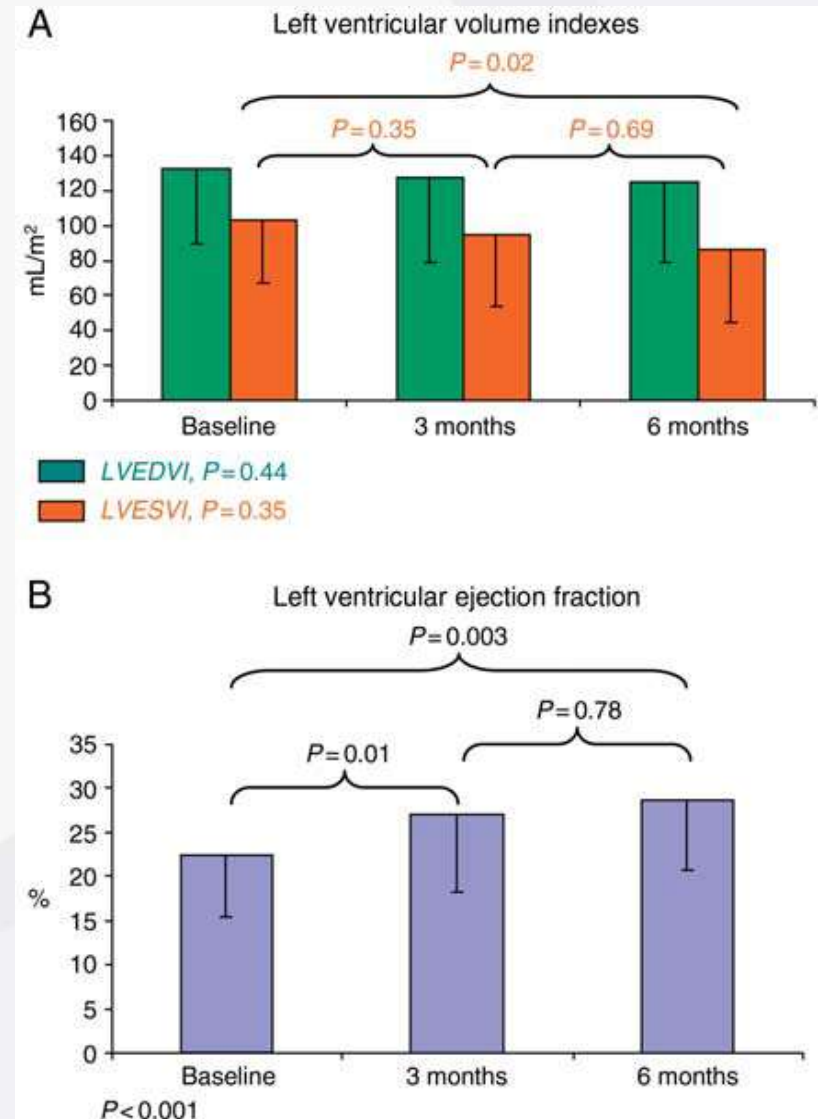 A
Left ventricular volume indexes
P=0.02
P=0.35
P=0.69
160
140
120
100
80
60
40
20
0
mL/m²
Baseline
3 months
6 months
LVEDVI, P=0.44
LVESVI, P=0.35
B
Left ventricular ejection fraction
P=0.003
P=0.78
P=0.01
35
30
25
20
15
10
5
0
%
Baseline
3 months
6 months
P<0.001